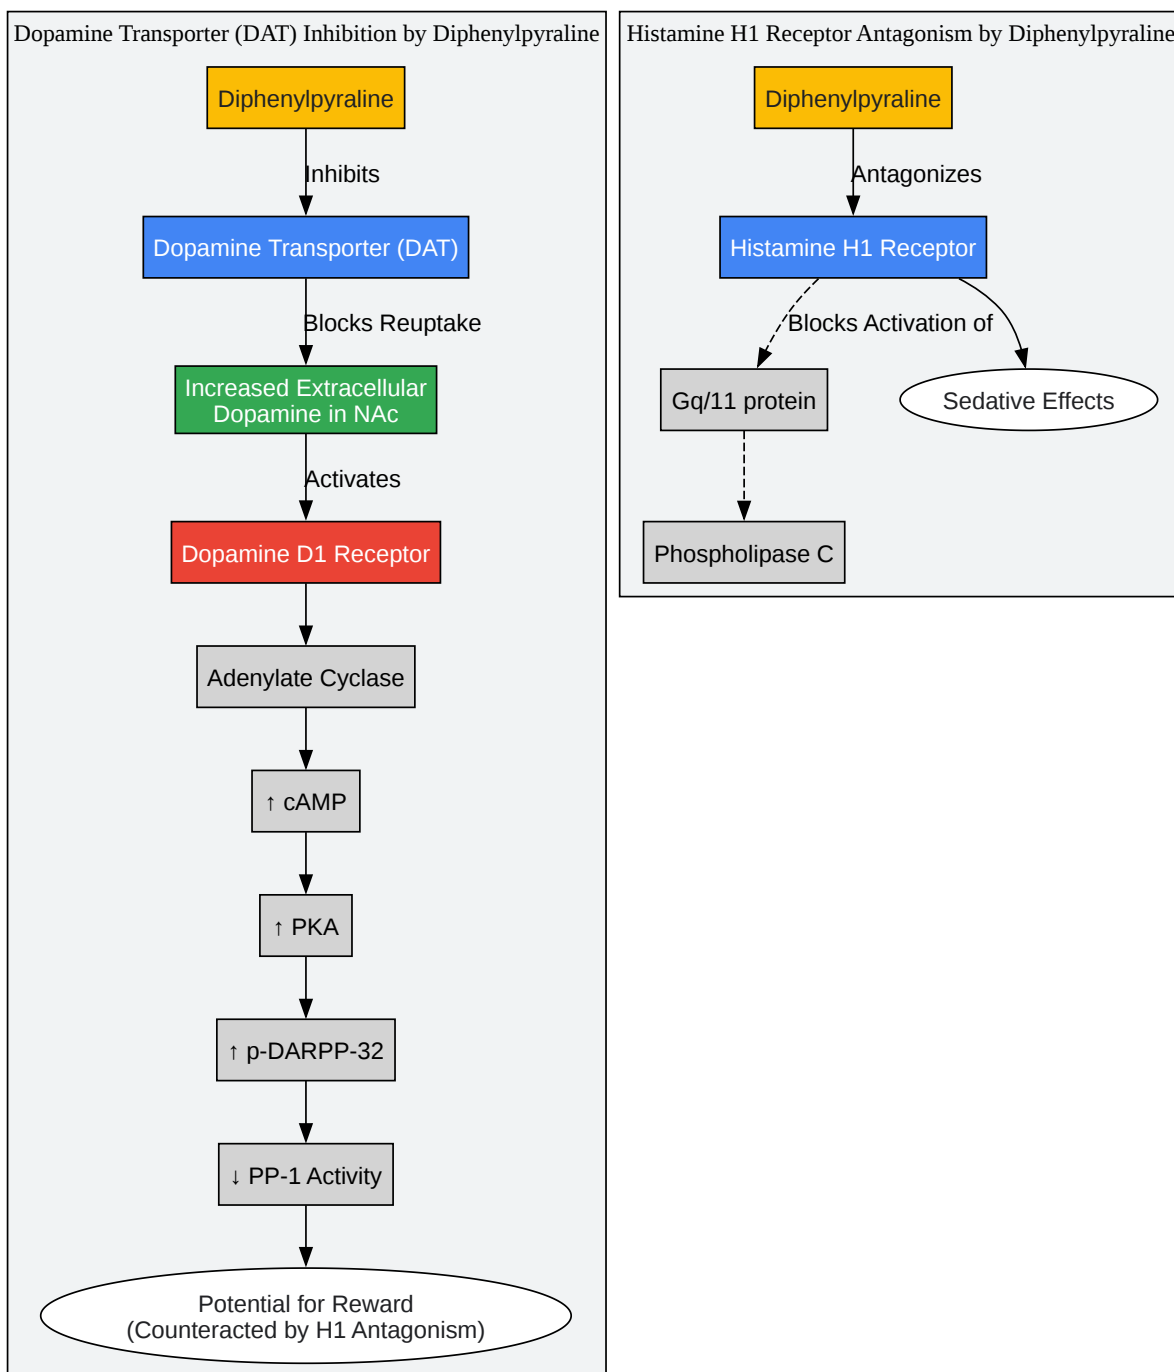 Dopamine Transporter (DAT) Inhibition by Diphenylpyraline
Diphenylpyraline
Inhibits
Dopamine Transporter (DAT)
Blocks Reuptake
Increased Extracellular
Dopamine in NAc
Activates
Dopamine D1 Receptor
Adenylate Cyclase
↑ cAMP
↑ PKA
↑ p-DARPP-32
↓ PP-1 Activity
Potential for Reward
(Counteracted by H1 Antagonism)
Histamine H1 Receptor Antagonism by Diphenylpyraline
Diphenylpyraline
Antagonizes
Histamine H1 Receptor
Blocks Activation of
Gq/11 protein
Sedative Effects
Phospholipase C